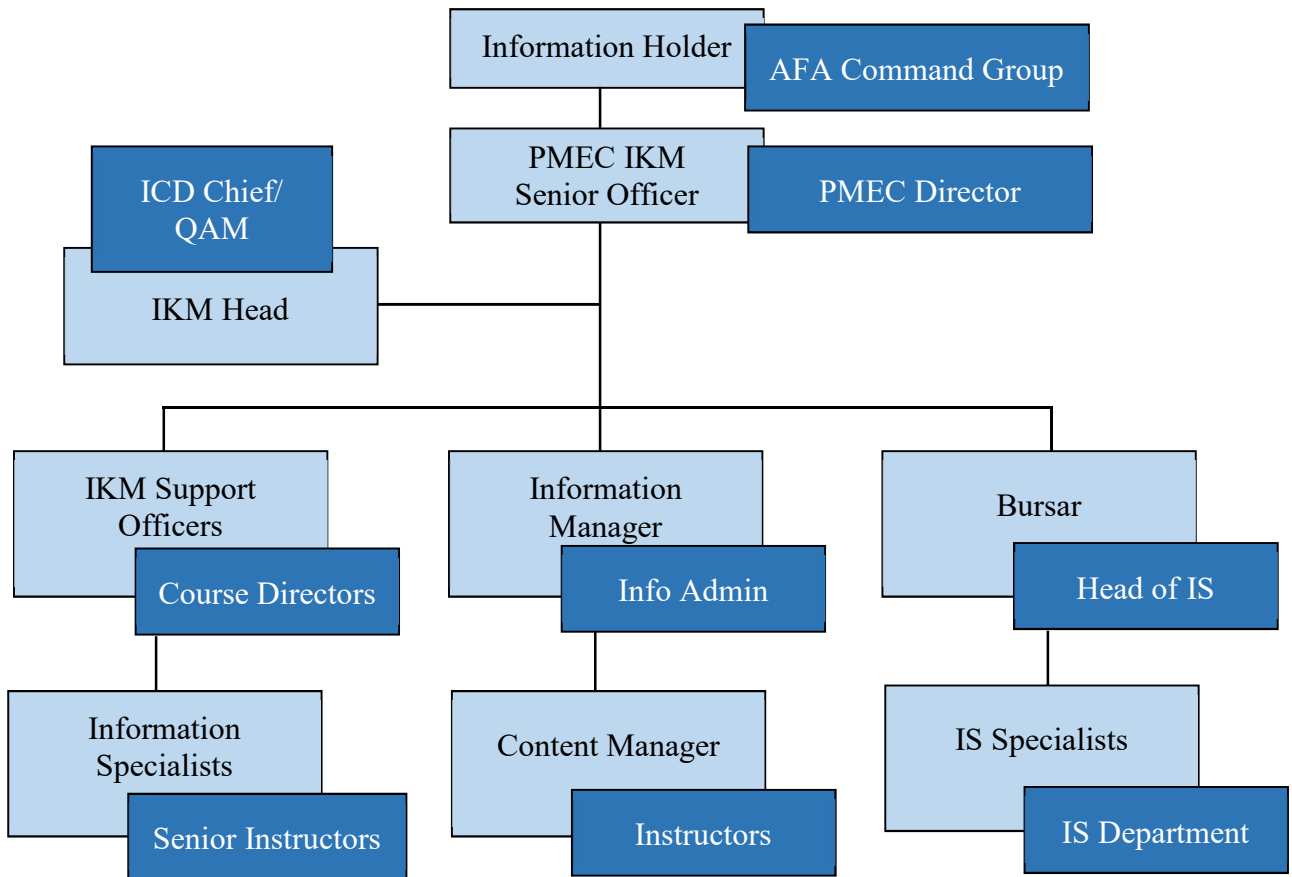 Information Holder
AFA Command Group
PMEC IKM
Senior Officer
PMEC Director
ICD Chief/
QAM
IKM Head
IKM Support
Officers
Course Directors
Information
Manager
Info Admin
Bursar
Head of IS
Information
Specialists
Senior Instructors
Content Manager
Instructors
IS Specialists
IS Department